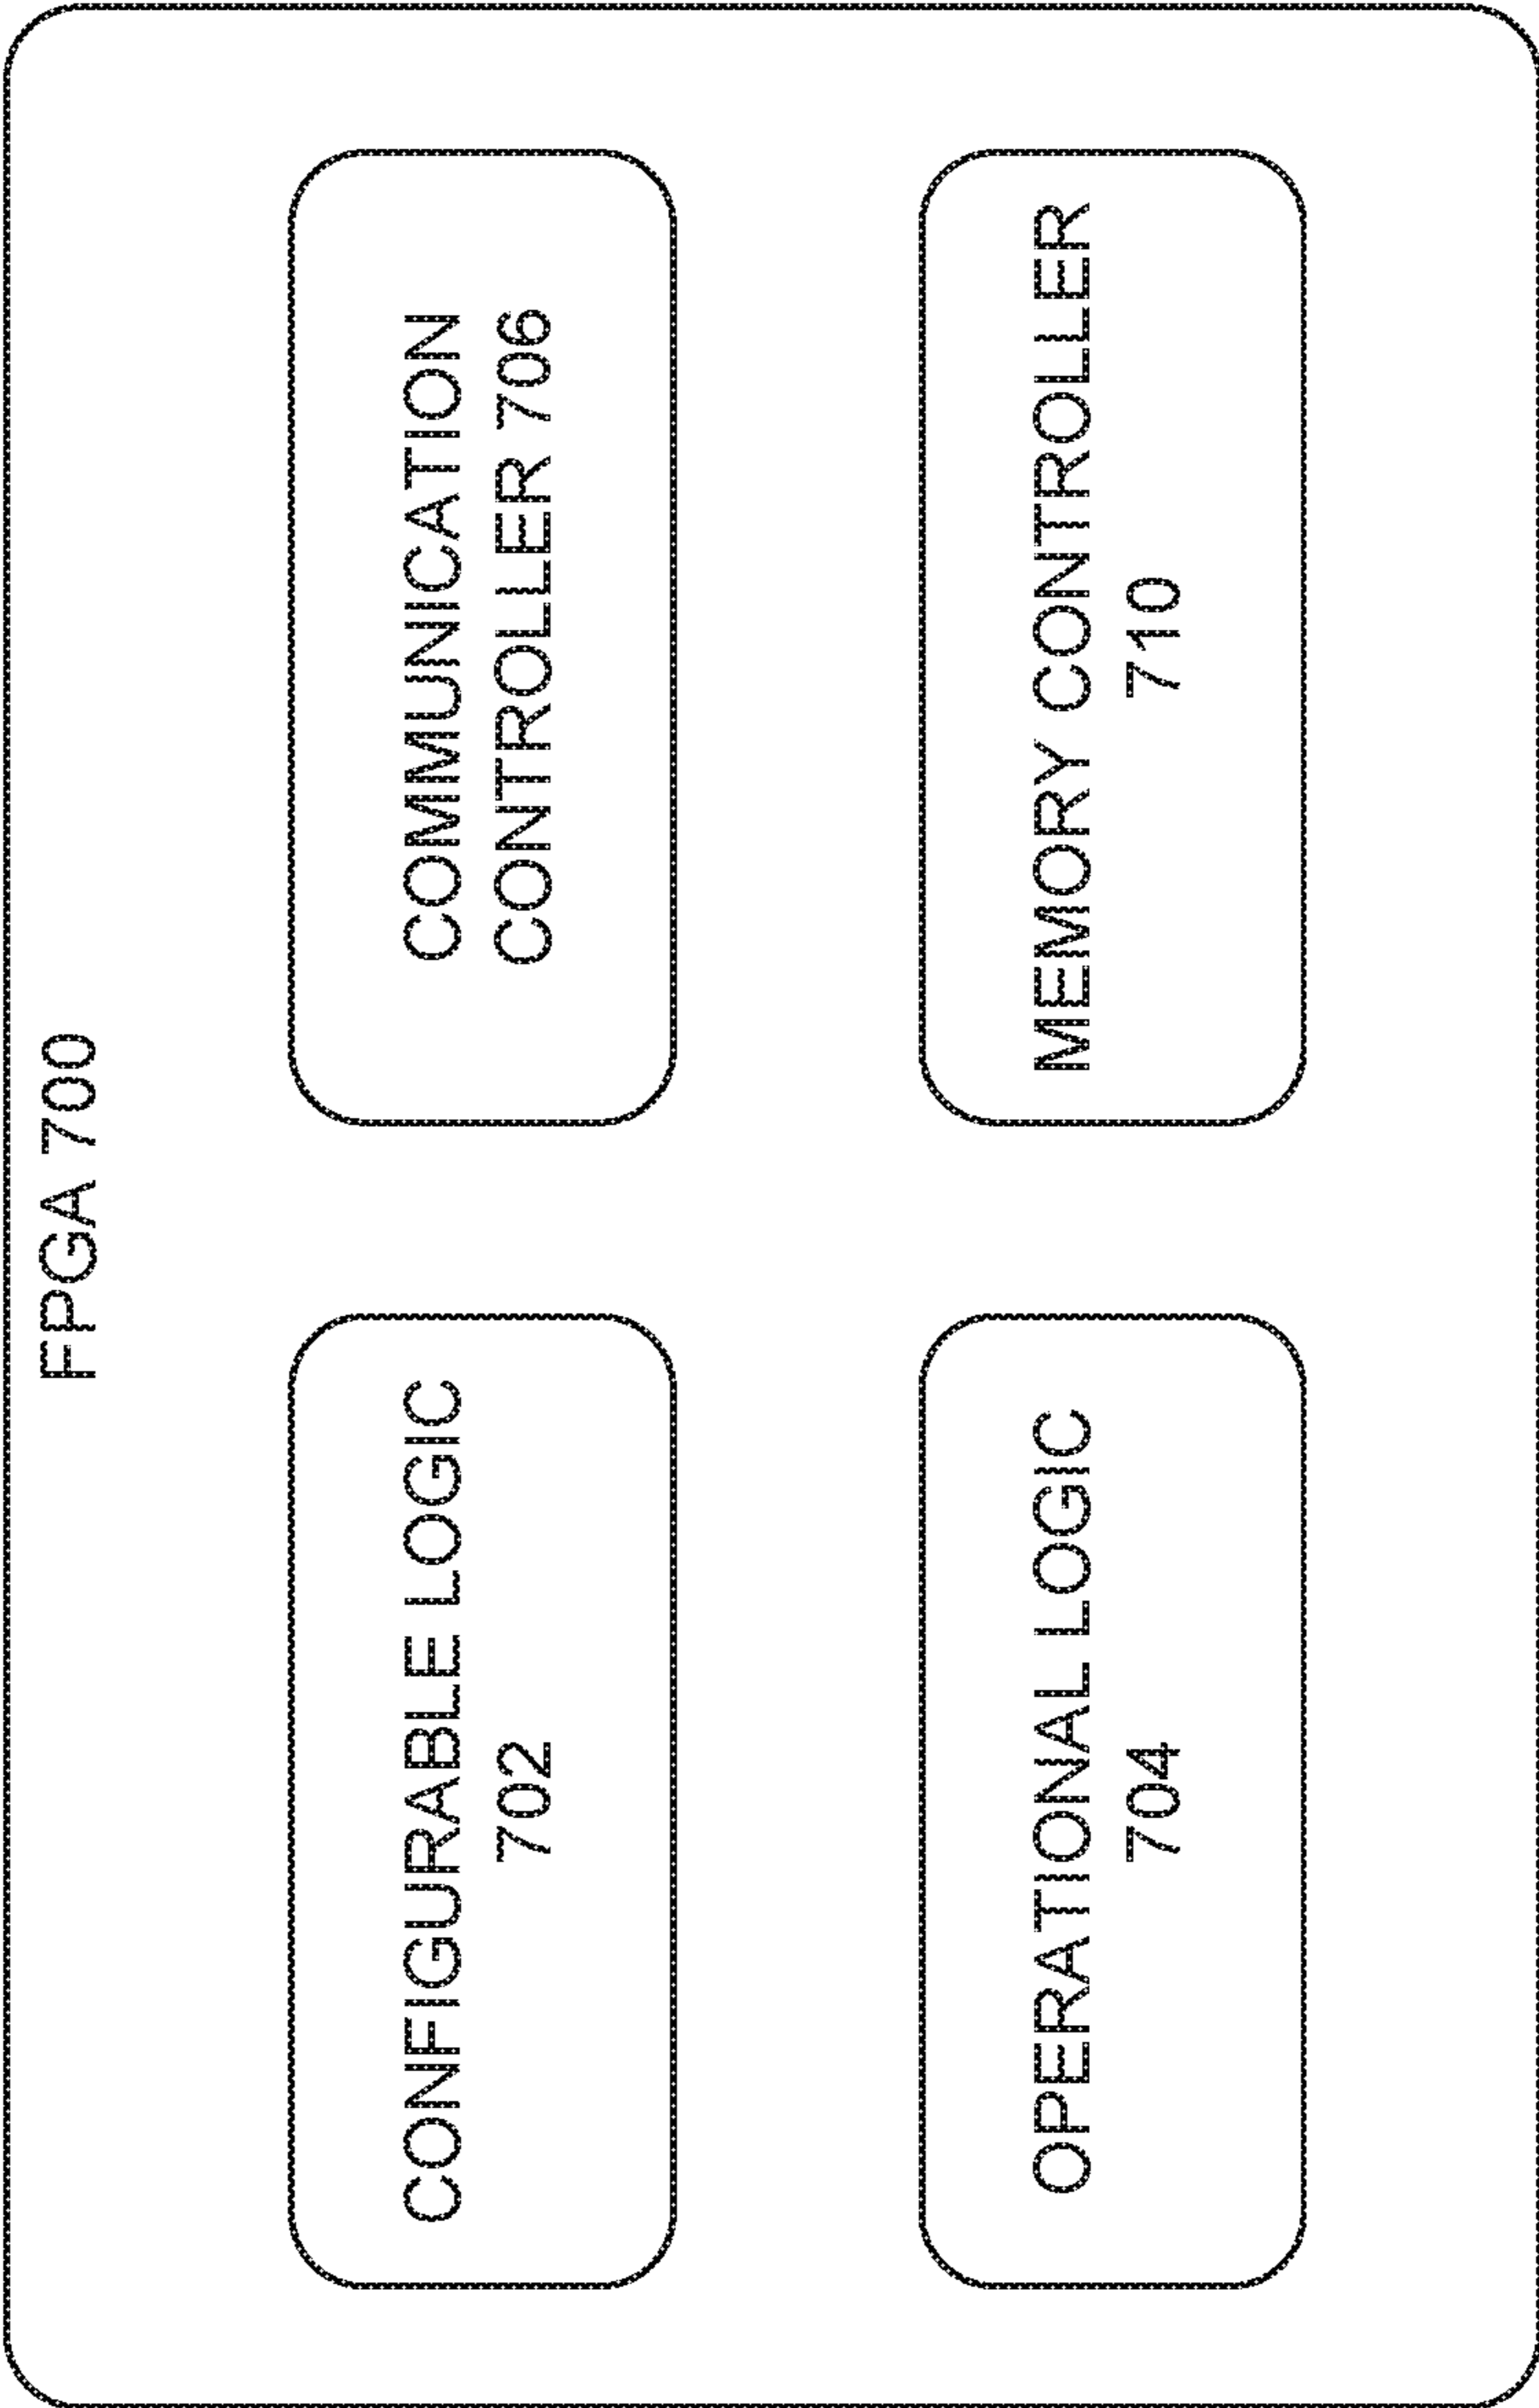 FPGA 700
CONFIGURABLE LOGIC
702
COMMUNICATION
CONTROLLER 706
OPERATIONAL LOGIC
704
MEMORY CONTROLLER
710